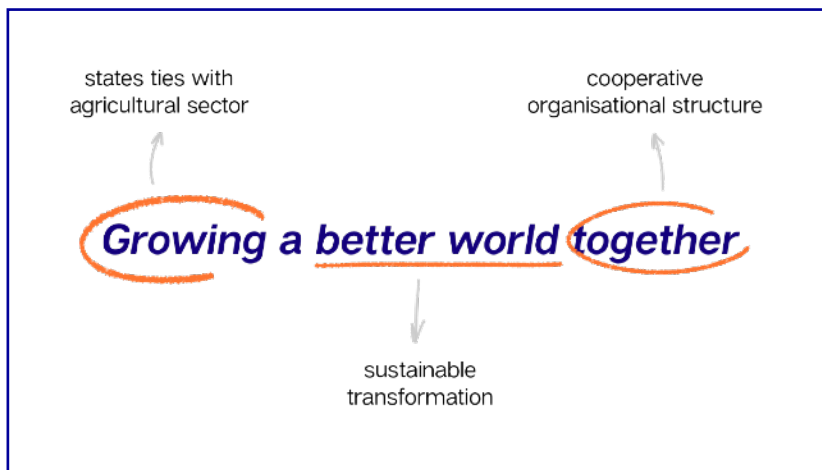 states ties with
agricultural sector
cooperative
organisational structure
Growing a better world together
sustainable
transformation